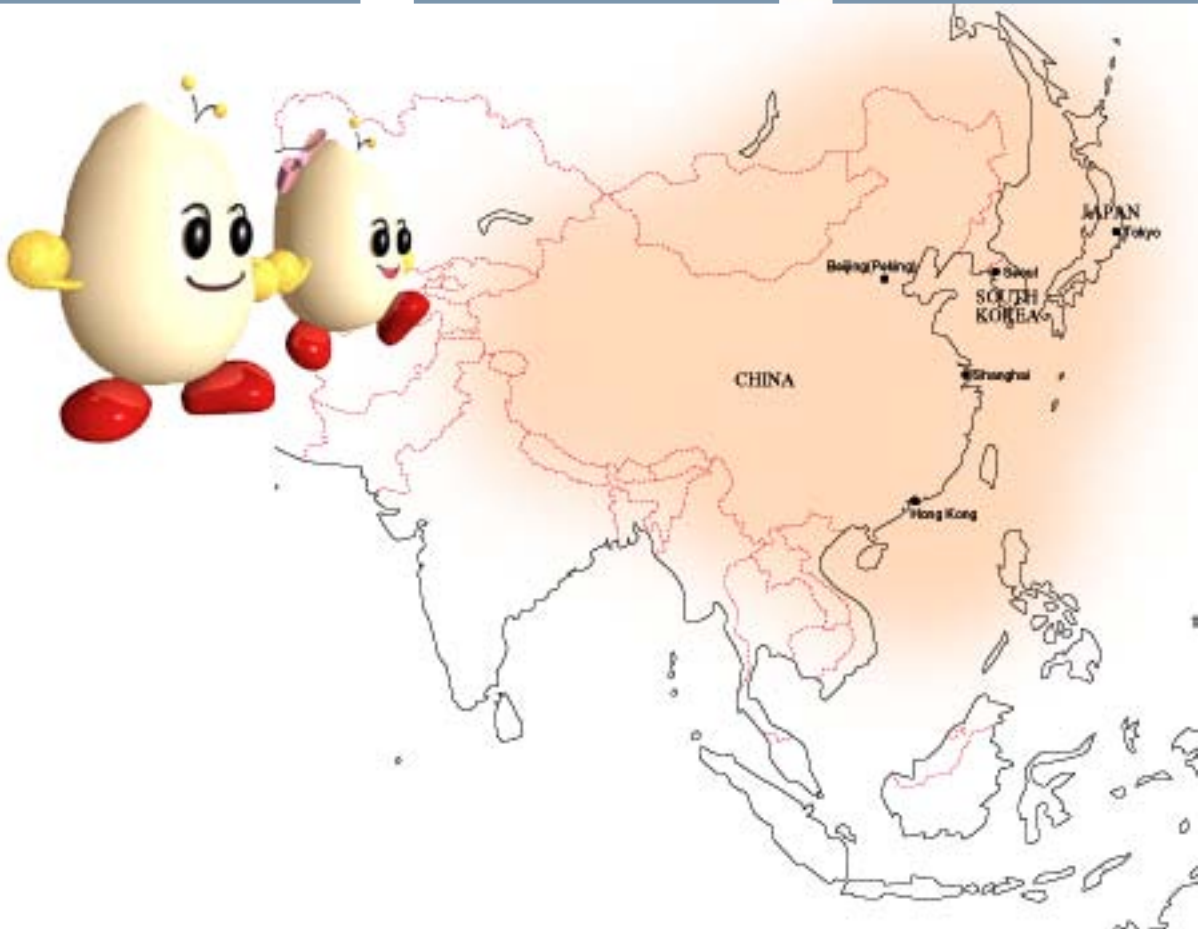 JAPAN
Tokyo
Beijing(Peking)
Seoul
SOUTH
KOREA
CHINA
Shanghai
Hong Kong